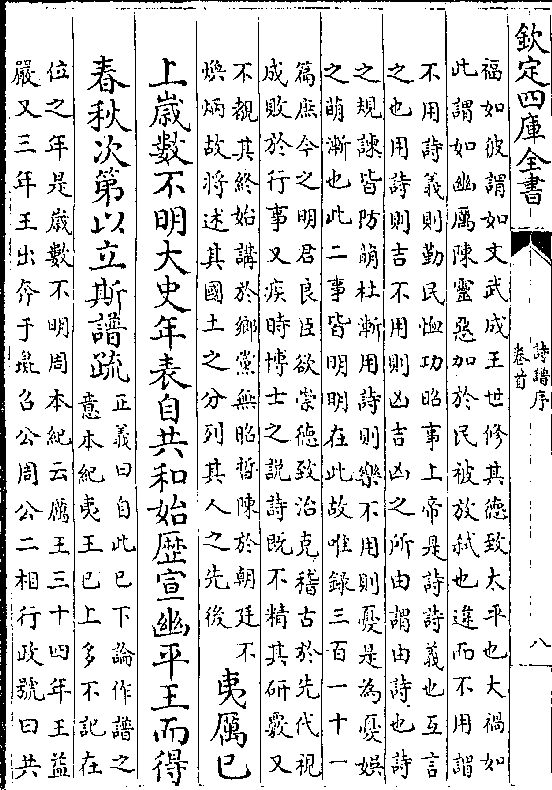 欽定四庫全書
詩譜序
卷首
八
福如彼謂如文武成王世修其德致太平也大禍如
此謂如幽厲陳靈惡加於民被放弒也違而不用謂
不用詩義則勤民恤功昭事上帝是詩詩義也互言
之也用詩則吉不用則凶吉凶之所由謂由詩也詩
之規諫皆防萌杜漸用詩則樂不用則憂是為憂娛
之萌漸也此二事皆明明在此故唯録三百一十一
篇庶今之明君良臣欲崇德致治克稽古於先代視
成敗於行事又疾時博士之說詩既不精其研覈又
不覩其終始講於鄉黨無昭晢陳於朝廷不
煥炳故將述其國土之分列其人之先後
夷厲已
上嵗數不明大史年表自共和始歴宣幽平王而得
春秋次第以立斯譜疏
正義曰自此已下論作譜之
意本紀夷王已上多不記在
位之年是嵗數不明周本紀云厲王三十四年王益
嚴又三年王出奔于彘召公周公二相行政號曰共